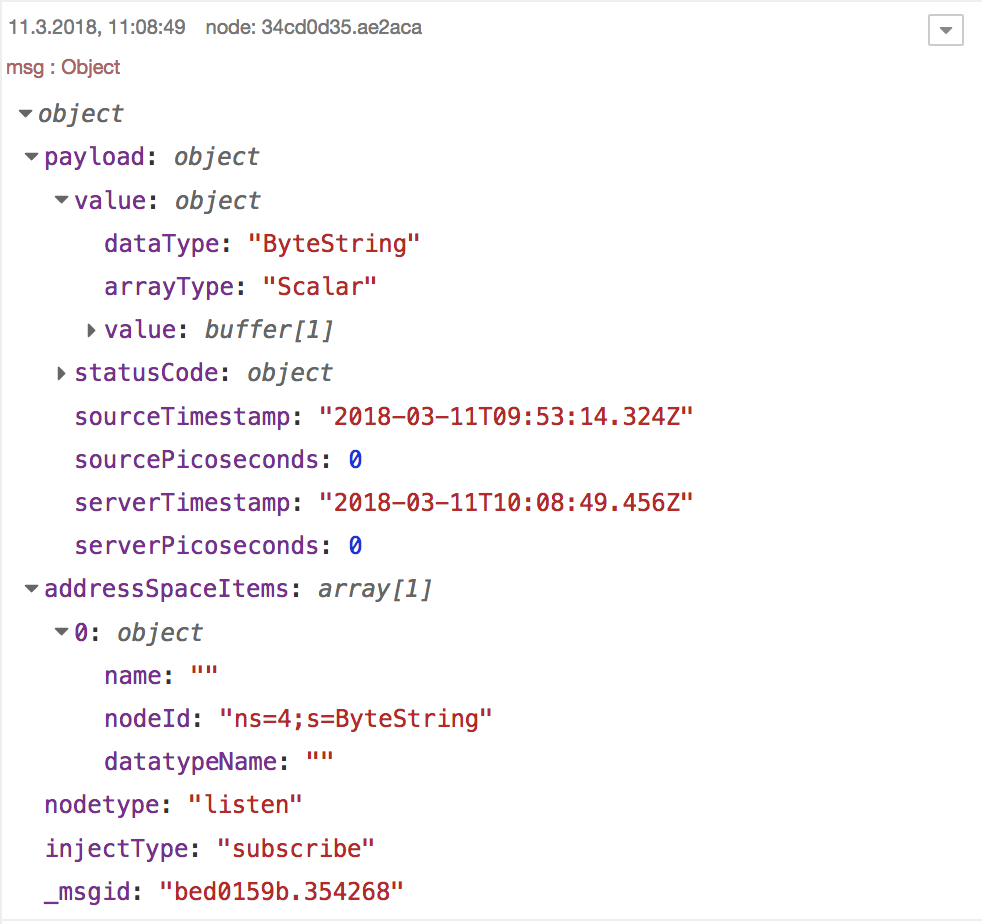 11.3.2018, 11:08:49 node: 34cd0d35.ae2aca
msg : Object
object
payload: object
value: object
dataType: "ByteString"
arrayType: "Scalar"
value: buffer[1]
statusCode: object
sourceTimestamp: "2018-03-11T09:53:14.324Z"
sourcePicoseconds: 0
serverTimestamp: "2018-03-11T10:08:49.456Z"
serverPicoseconds: 0
addressSpaceItems: array[1]
0: object
name: ""
nodeId: "ns=4;s=ByteString"
datatypeName: ""
nodetype: "listen"
injectType: "subscribe"
_msgid: "bed0159b.354268"